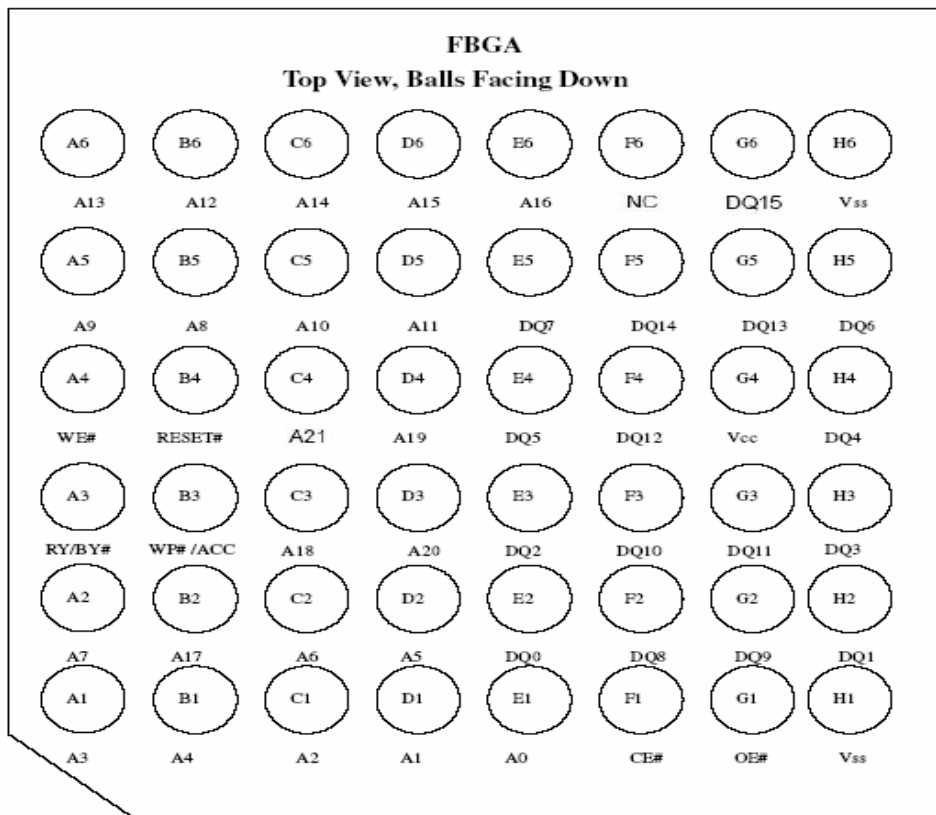 FBGA
Top View, Balls Facing Down
A6 B6 C6 D6 E6 F6 G6 H6
A13 A12 A14 A15 A16 NC DQ15 Vss
A5 B5 C5 D5 E5 F5 G5 H5
A9 A8 A10 A11 DQ7 DQ14 DQ13 DQ6
A4 B4 C4 D4 E4 F4 G4 H4
WE# RESET# A21 A19 DQ5 DQ12 Vcc DQ4
A3 B3 C3 D3 E3 F3 G3 H3
RY/BY# WP# /ACC A18 A20 DQ2 DQ10 DQ11 DQ3
A2 B2 C2 D2 E2 F2 G2 H2
A7 A17 A6 A5 DQ0 DQ8 DQ9 DQ1
A1 B1 C1 D1 E1 F1 G1 H1
A3 A4 A2 A1 A0 CE# OE# Vss